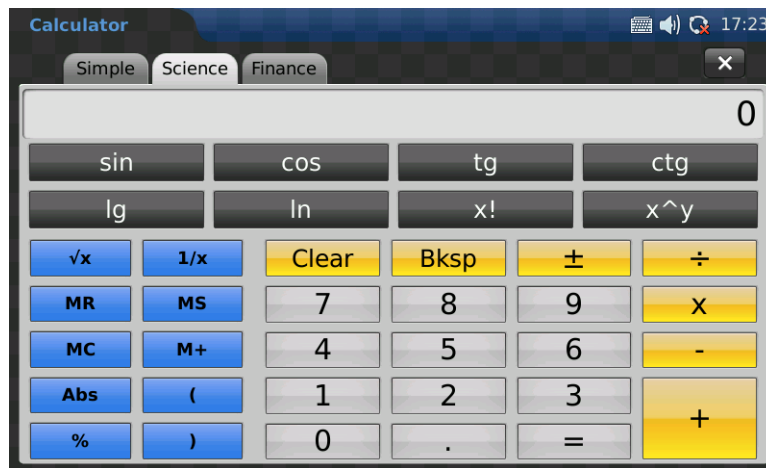 Calculator 17:23
Simple Science Finance ×
0
sin cos tg ctg
lg ln x! x^y
√x 1/x Clear Bksp ± ÷
MR MS 7 8 9 x
MC M+ 4 5 6 -
Abs ( 1 2 3 +
% ) 0 . =